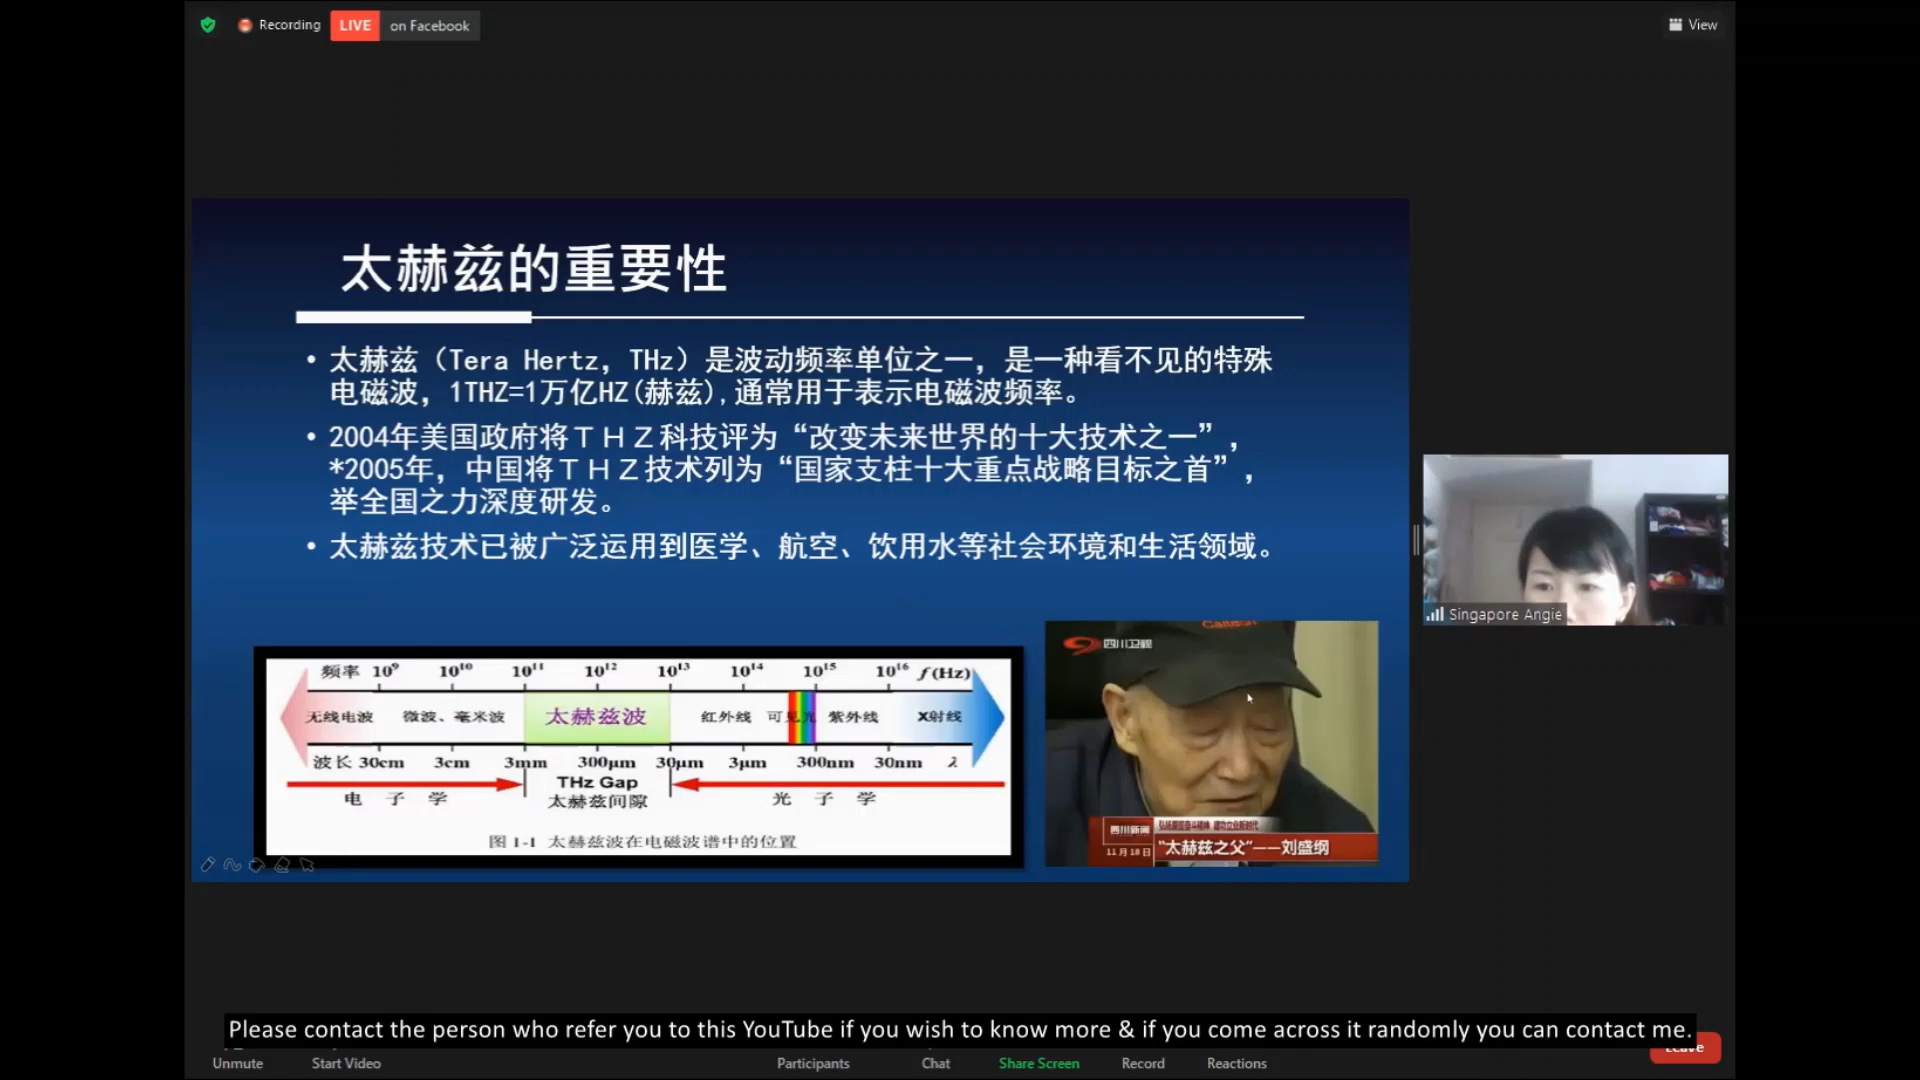 Recording LIVE on Facebook
View
太赫兹的重要性
• 太赫兹（Tera Hertz, THz）是波动频率单位之一，是一种看不见的特殊
电磁波，1THZ=1万亿HZ(赫兹),通常用于表示电磁波频率。
• 2004年美国政府将ＴＨＺ科技评为“改变未来世界的十大技术之一”，
*2005年，中国将ＴＨＺ技术列为“国家支柱十大重点战略目标之首”，
举全国之力深度研发。
• 太赫兹技术已被广泛运用到医学、航空、饮用水等社会环境和生活领域。
频率 10⁹ 10¹⁰ 10¹¹ 10¹² 10¹³ 10¹⁴ 10¹⁵ 10¹⁶ f(Hz)
无线电波 微波、毫米波 太赫兹波 红外线 可见光 紫外线 X射线
波长 30cm 3cm 3mm 300μm 30μm 3μm 300nm 30nm λ
THz Gap
电子学 太赫兹间隙 光子学
图 1-1 太赫兹波在电磁波谱中的位置
四川卫视
四川新闻
11月18日 “太赫兹之父”——刘盛纲
Singapore Angie
Please contact the person who refer you to this YouTube if you wish to know more & if you come across it randomly you can contact me.
Leave
Unmute Start Video Participants Chat Share Screen Record Reactions